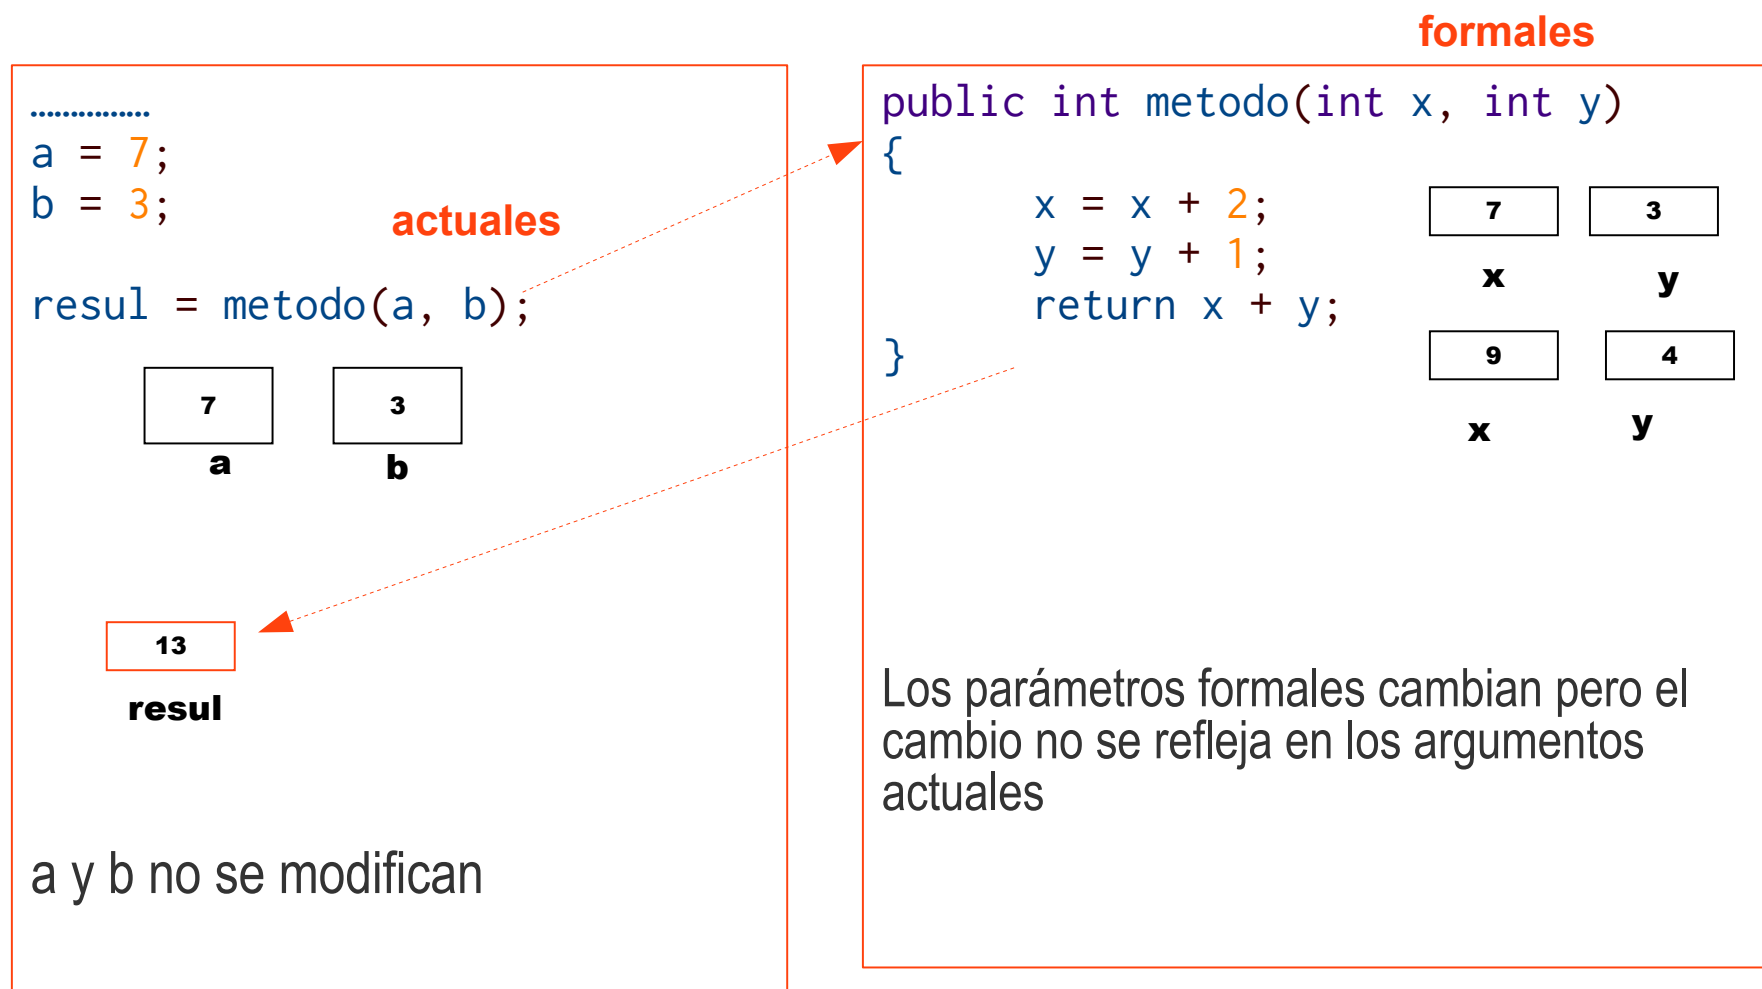 formales
...............
a = 7;
b = 3;
actuales
resul = metodo(a, b);
7 3
a b
13
resul
a y b no se modifican
public int metodo(int x, int y)
{
x = x + 2;
y = y + 1;
return x + y;
}
7 3
x y
9 4
x y
Los parámetros formales cambian pero el
cambio no se refleja en los argumentos
actuales